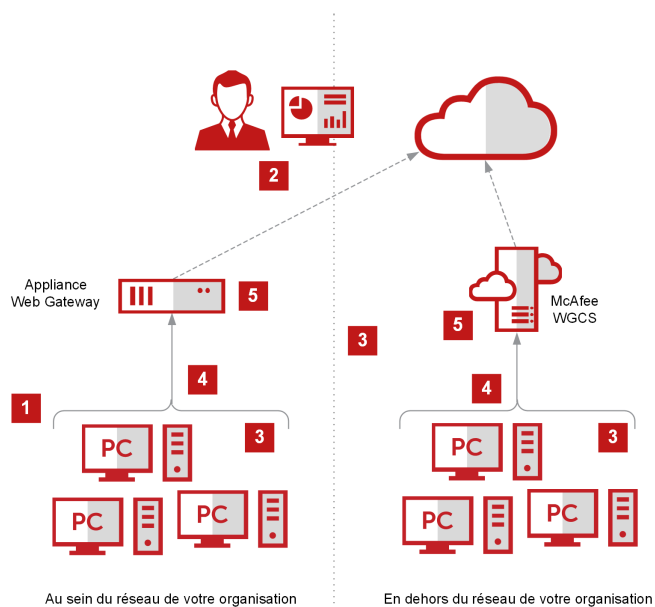 2
Appliance
Web Gateway
5
McAfee
WGCS
5
3
4
4
1
3
3
PC
PC
PC
PC
PC
PC
Au sein du réseau de votre organisation
En dehors du réseau de votre organisation